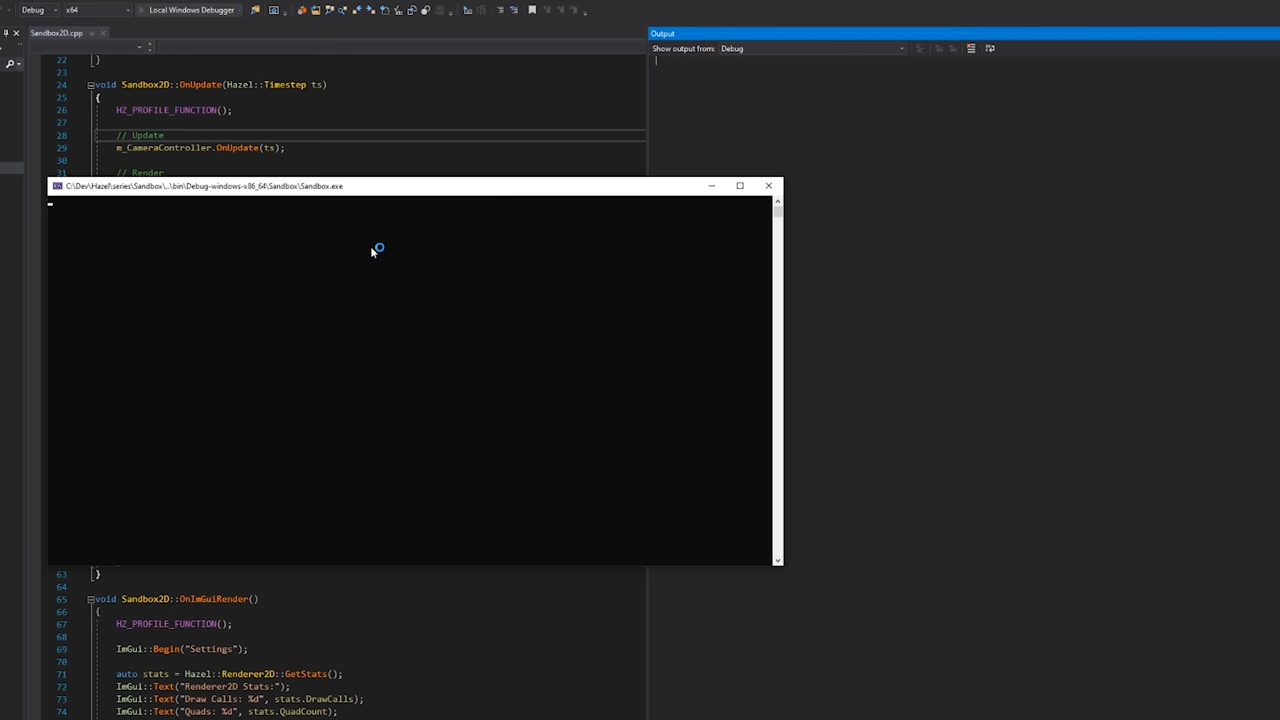 Debug x64 Local Windows Debugger
Sandbox2D.cpp
22 }
23
24 void Sandbox2D::OnUpdate(Hazel::Timestep ts)
25 {
26 HZ_PROFILE_FUNCTION();
27
28 // Update
29 m_CameraController.OnUpdate(ts);
30
31 // Render
C:\Dev\Hazel\series\Sandbox\..\bin\Debug-windows-x86_64\Sandbox\Sandbox.exe
63 }
64
65 void Sandbox2D::OnImGuiRender()
66 {
67 HZ_PROFILE_FUNCTION();
68
69 ImGui::Begin("Settings");
70
71 auto stats = Hazel::Renderer2D::GetStats();
72 ImGui::Text("Renderer2D Stats:");
73 ImGui::Text("Draw Calls: %d", stats.DrawCalls);
74 ImGui::Text("Quads: %d", stats.QuadCount);
Output
Show output from: Debug